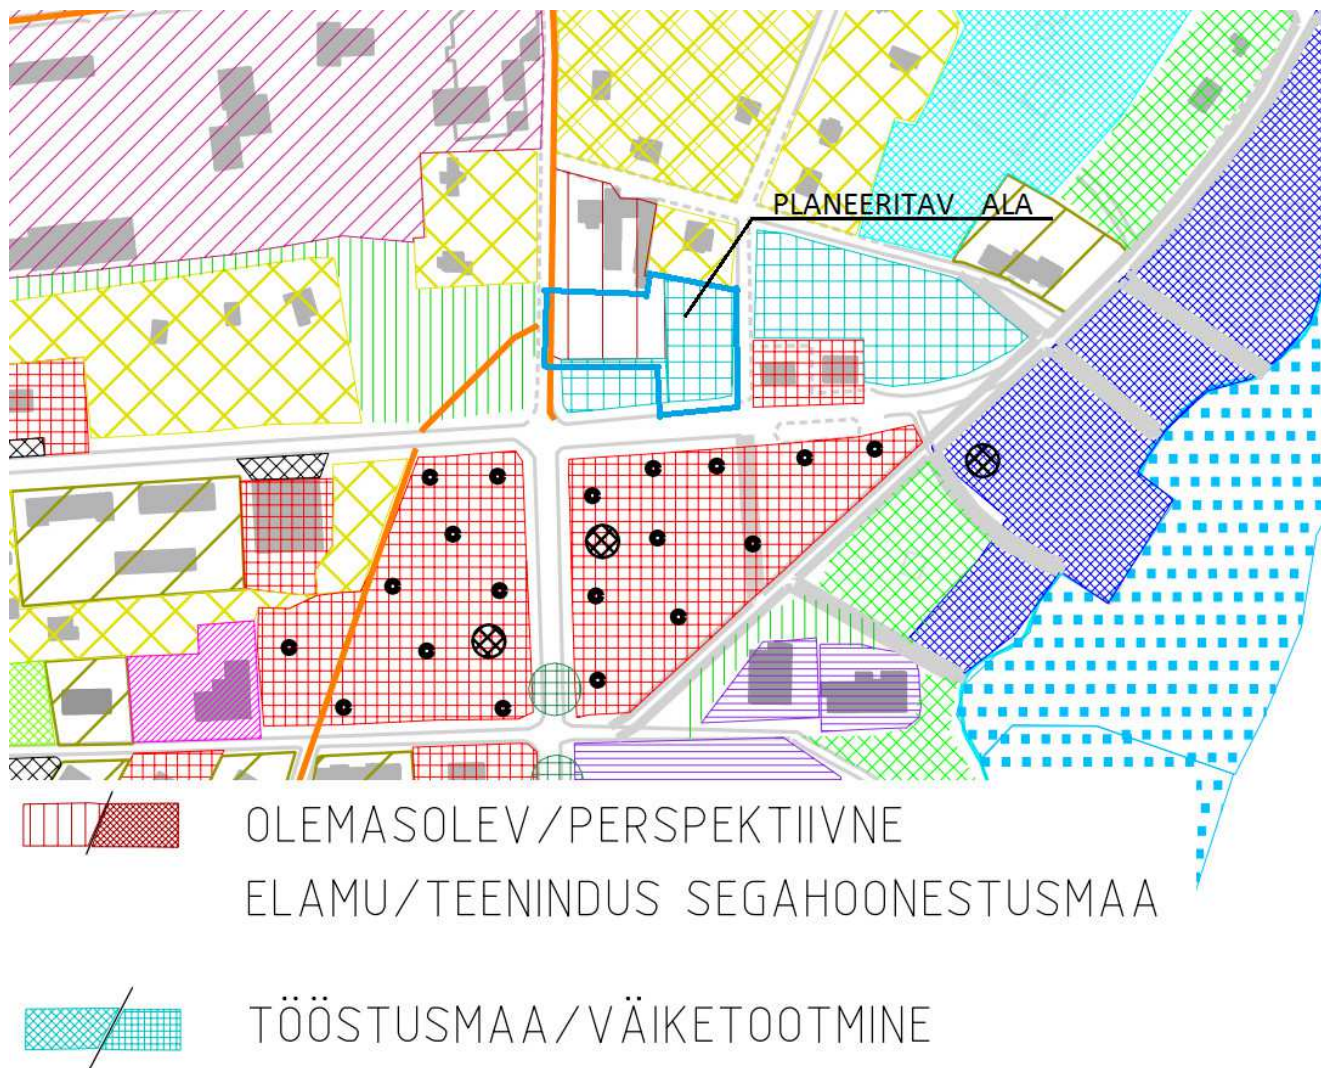 PLANEERITAV ALA
OLEMASOLEV/PERSPEKTIIVNE
ELAMU/TEENINDUS SEGAHOONESTUSMAA
TÖÖSTUSMAA/VÄIKETOOTMINE